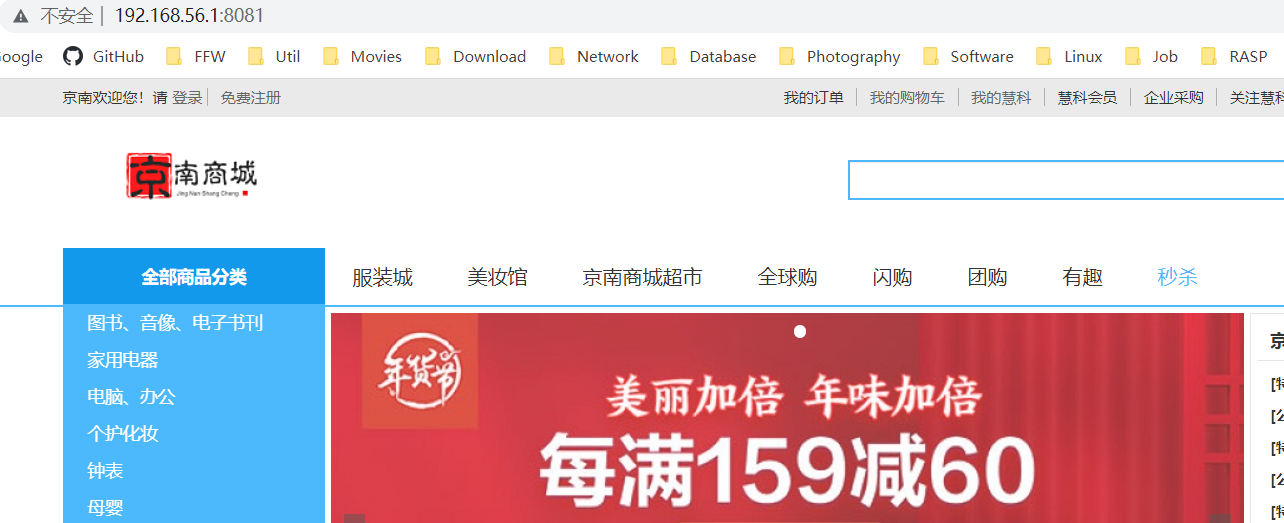 不安全 | 192.168.56.1:8081
GitHub FFW Util Movies Download Network Database Photography Software Linux Job RASP
京南欢迎您！请 登录 免费注册 我的订单 我的购物车 我的慧科 慧科会员 企业采购 关注慧科
京南商城
Jing Nan Shang Cheng
全部商品分类 服装城 美妆馆 京南商城超市 全球购 闪购 团购 有趣 秒杀
图书、音像、电子书刊
家用电器
电脑、办公
个护化妆
钟表
母婴
年货节
美丽加倍 年味加倍
每满159减60